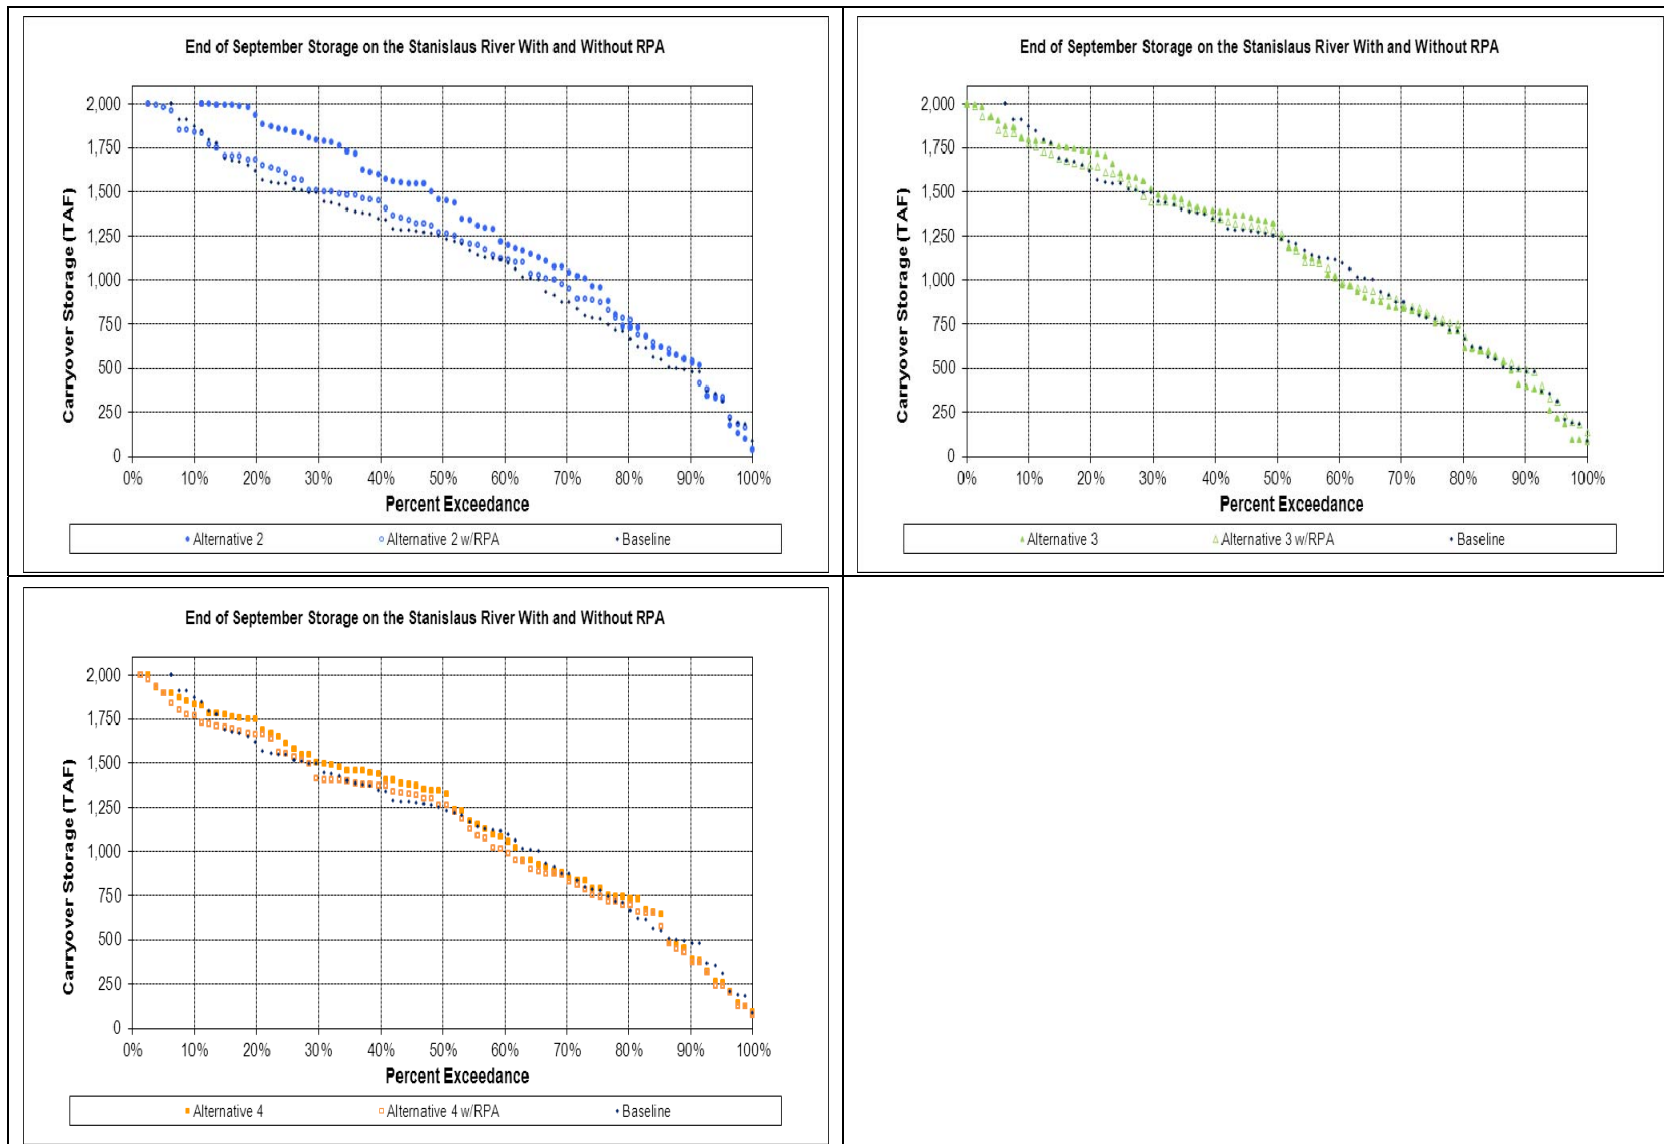 End of September Storage on the Stanislaus River With and Without RPA
Carryover Storage (TAF)
2,000
1,750
1,500
1,250
1,000
750
500
250
0
0% 10% 20% 30% 40% 50% 60% 70% 80% 90% 100%
Percent Exceedance
Alternative 2 Alternative 2 w/RPA Baseline
End of September Storage on the Stanislaus River With and Without RPA
Carryover Storage (TAF)
2,000
1,750
1,500
1,250
1,000
750
500
250
0
0% 10% 20% 30% 40% 50% 60% 70% 80% 90% 100%
Percent Exceedance
Alternative 3 Alternative 3 w/RPA Baseline
End of September Storage on the Stanislaus River With and Without RPA
Carryover Storage (TAF)
2,000
1,750
1,500
1,250
1,000
750
500
250
0
0% 10% 20% 30% 40% 50% 60% 70% 80% 90% 100%
Percent Exceedance
Alternative 4 Alternative 4 w/RPA Baseline